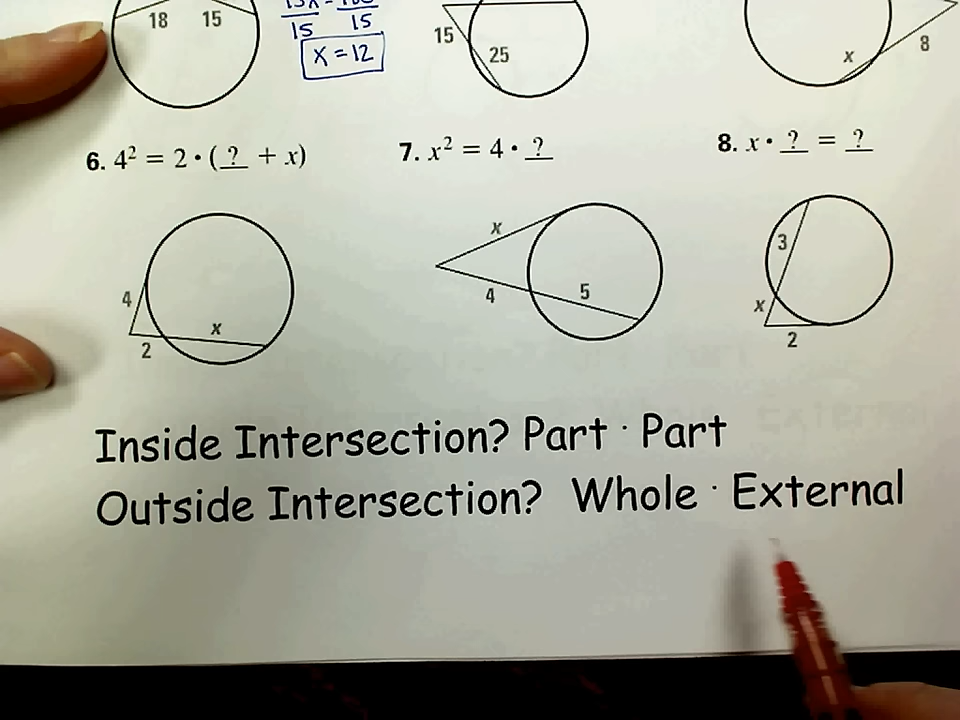 18 15
15 15
x = 12
15
25
x
8
6. 4² = 2 · ( ? + x)
7. x² = 4 · ?
8. x · ? = ?
4
2
x
x
4
5
3
x
2
Inside Intersection? Part · Part
Outside Intersection? Whole · External